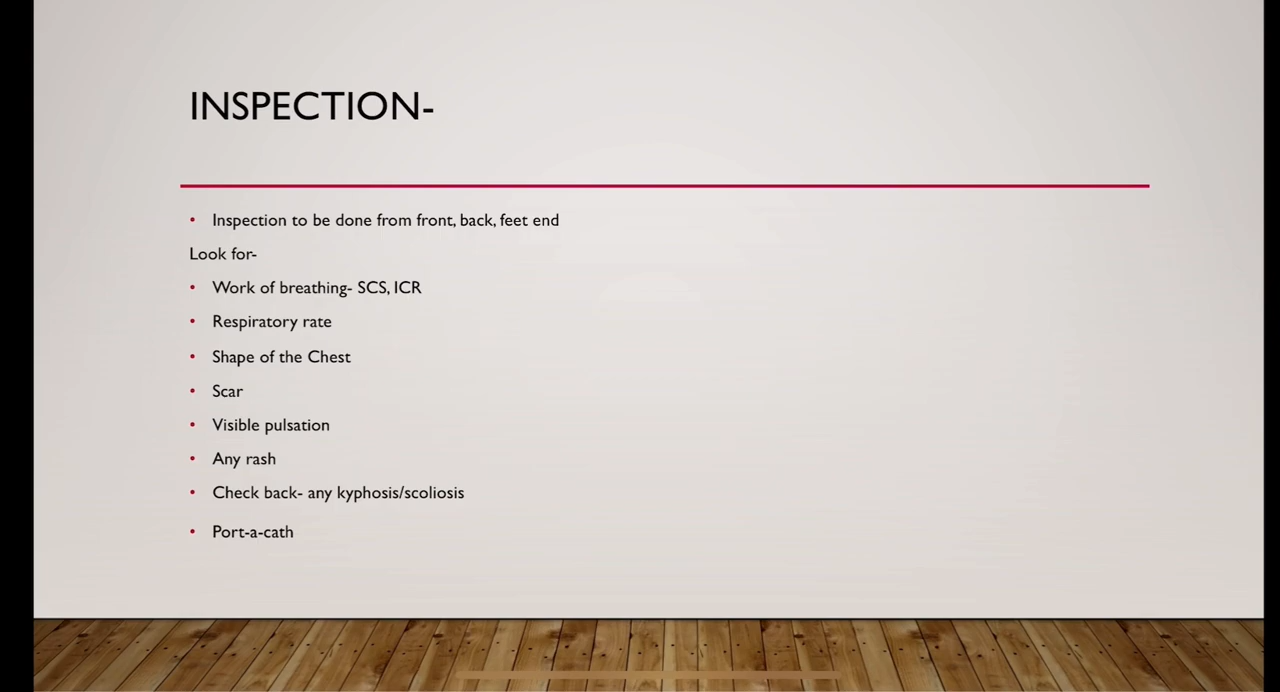 INSPECTION-
• Inspection to be done from front, back, feet end
Look for-
• Work of breathing- SCS, ICR
• Respiratory rate
• Shape of the Chest
• Scar
• Visible pulsation
• Any rash
• Check back- any kyphosis/scoliosis
• Port-a-cath